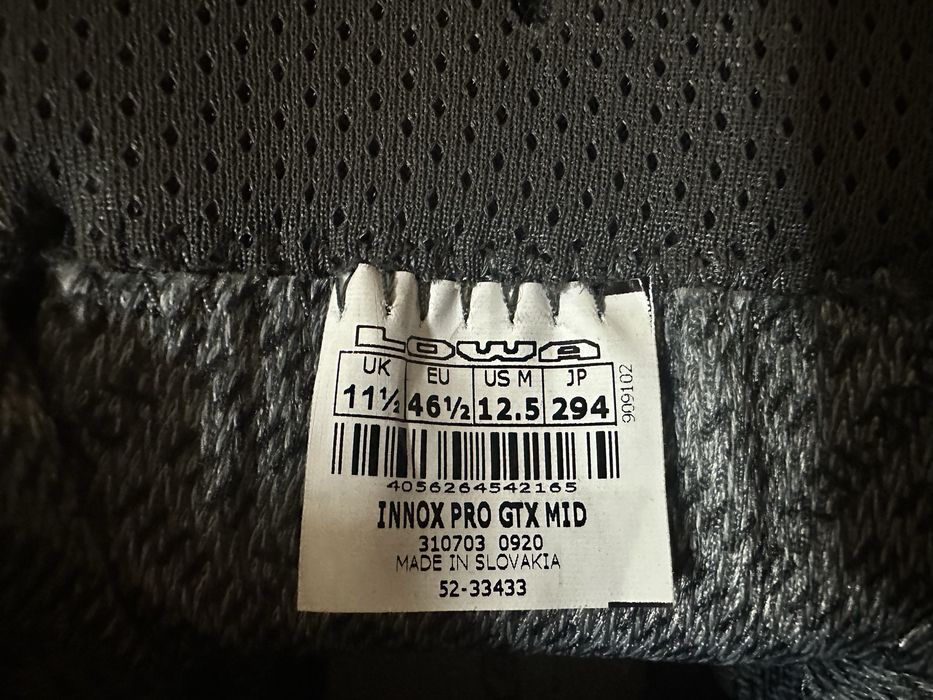 LOWA
UK EU US M JP
11½ 46½ 12.5 294
909102
4056264542165
INNOX PRO GTX MID
310703 0920
MADE IN SLOVAKIA
52-33433